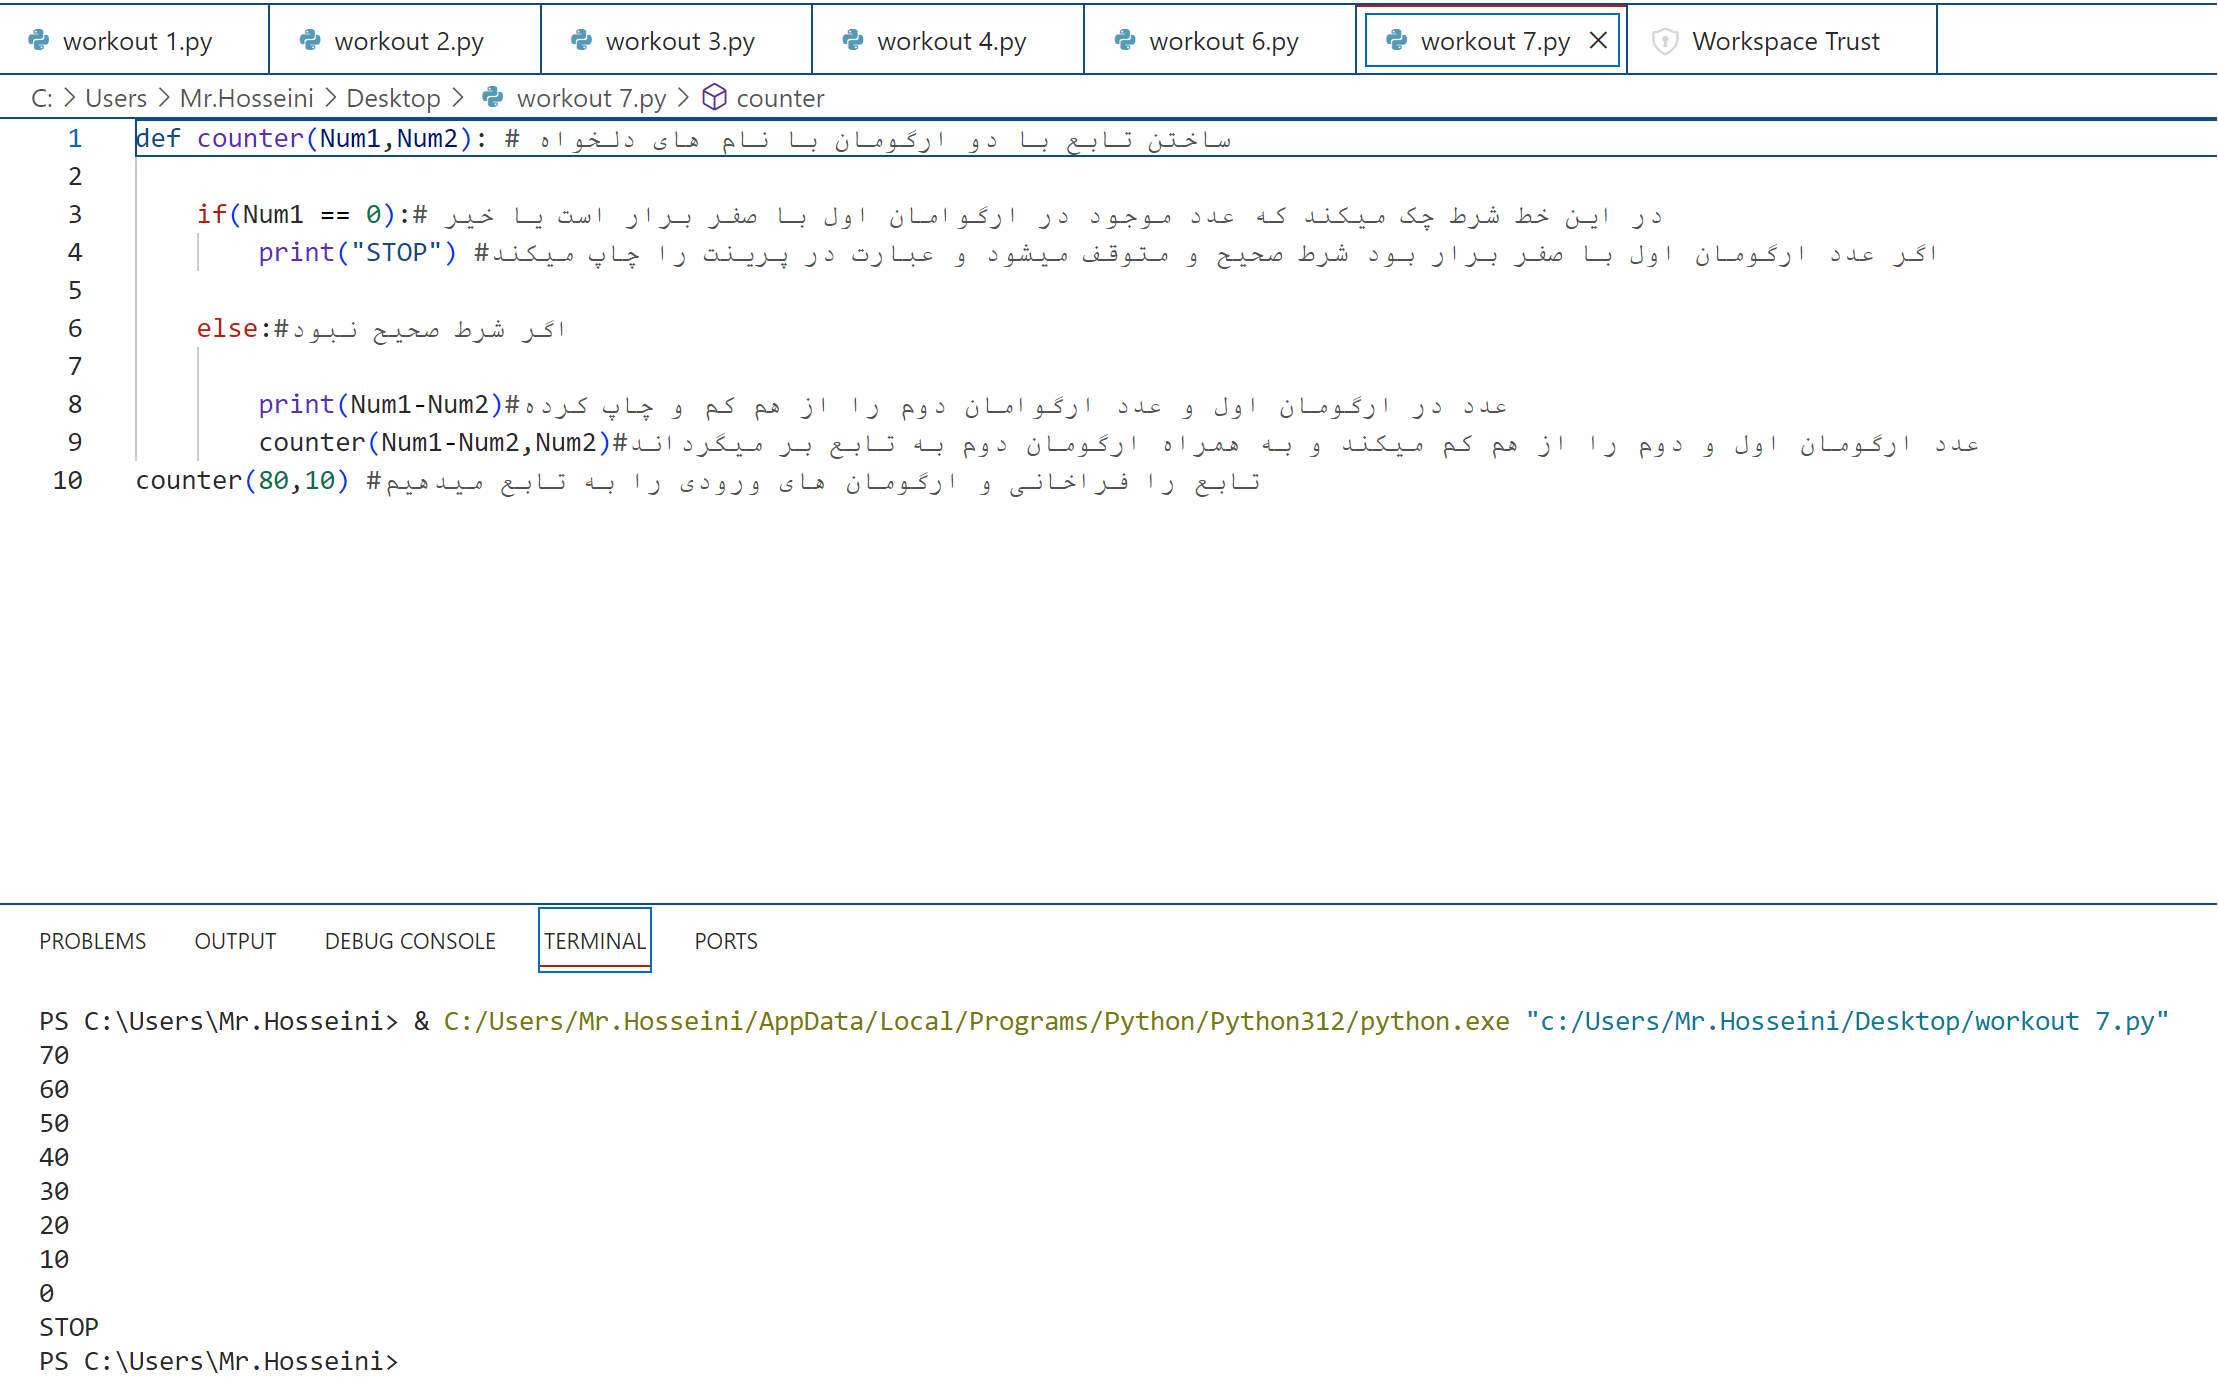 workout 1.py workout 2.py workout 3.py workout 4.py workout 6.py workout 7.py Workspace Trust
C: > Users > Mr.Hosseini > Desktop > workout 7.py > counter
1 def counter(Num1,Num2): # ساختن تابع با دو ارگومان با نام های دلخواه
2
3 if(Num1 == 0):# در این خط شرط چک میکند که عدد موجود در ارگوامان اول با صفر برار است یا خیر
4 print("STOP") #اگر عدد ارگومان اول با صفر برار بود شرط صحیح و متوقف میشود و عبارت در پرینت را چاپ میکند
5
6 else:#اگر شرط صحیح نبود
7
8 print(Num1-Num2)#عدد در ارگومان اول و عدد ارگوامان دوم را از هم کم و چاپ کرده
9 counter(Num1-Num2,Num2)#عدد ارگومان اول و دوم را از هم کم میکند و به همراه ارگومان دوم به تابع بر میگرداند
10 counter(80,10) #تابع را فراخانی و ارگومان های ورودی را به تابع میدهیم
PROBLEMS OUTPUT DEBUG CONSOLE TERMINAL PORTS
PS C:\Users\Mr.Hosseini> & C:/Users/Mr.Hosseini/AppData/Local/Programs/Python/Python312/python.exe "c:/Users/Mr.Hosseini/Desktop/workout 7.py"
70
60
50
40
30
20
10
0
STOP
PS C:\Users\Mr.Hosseini>